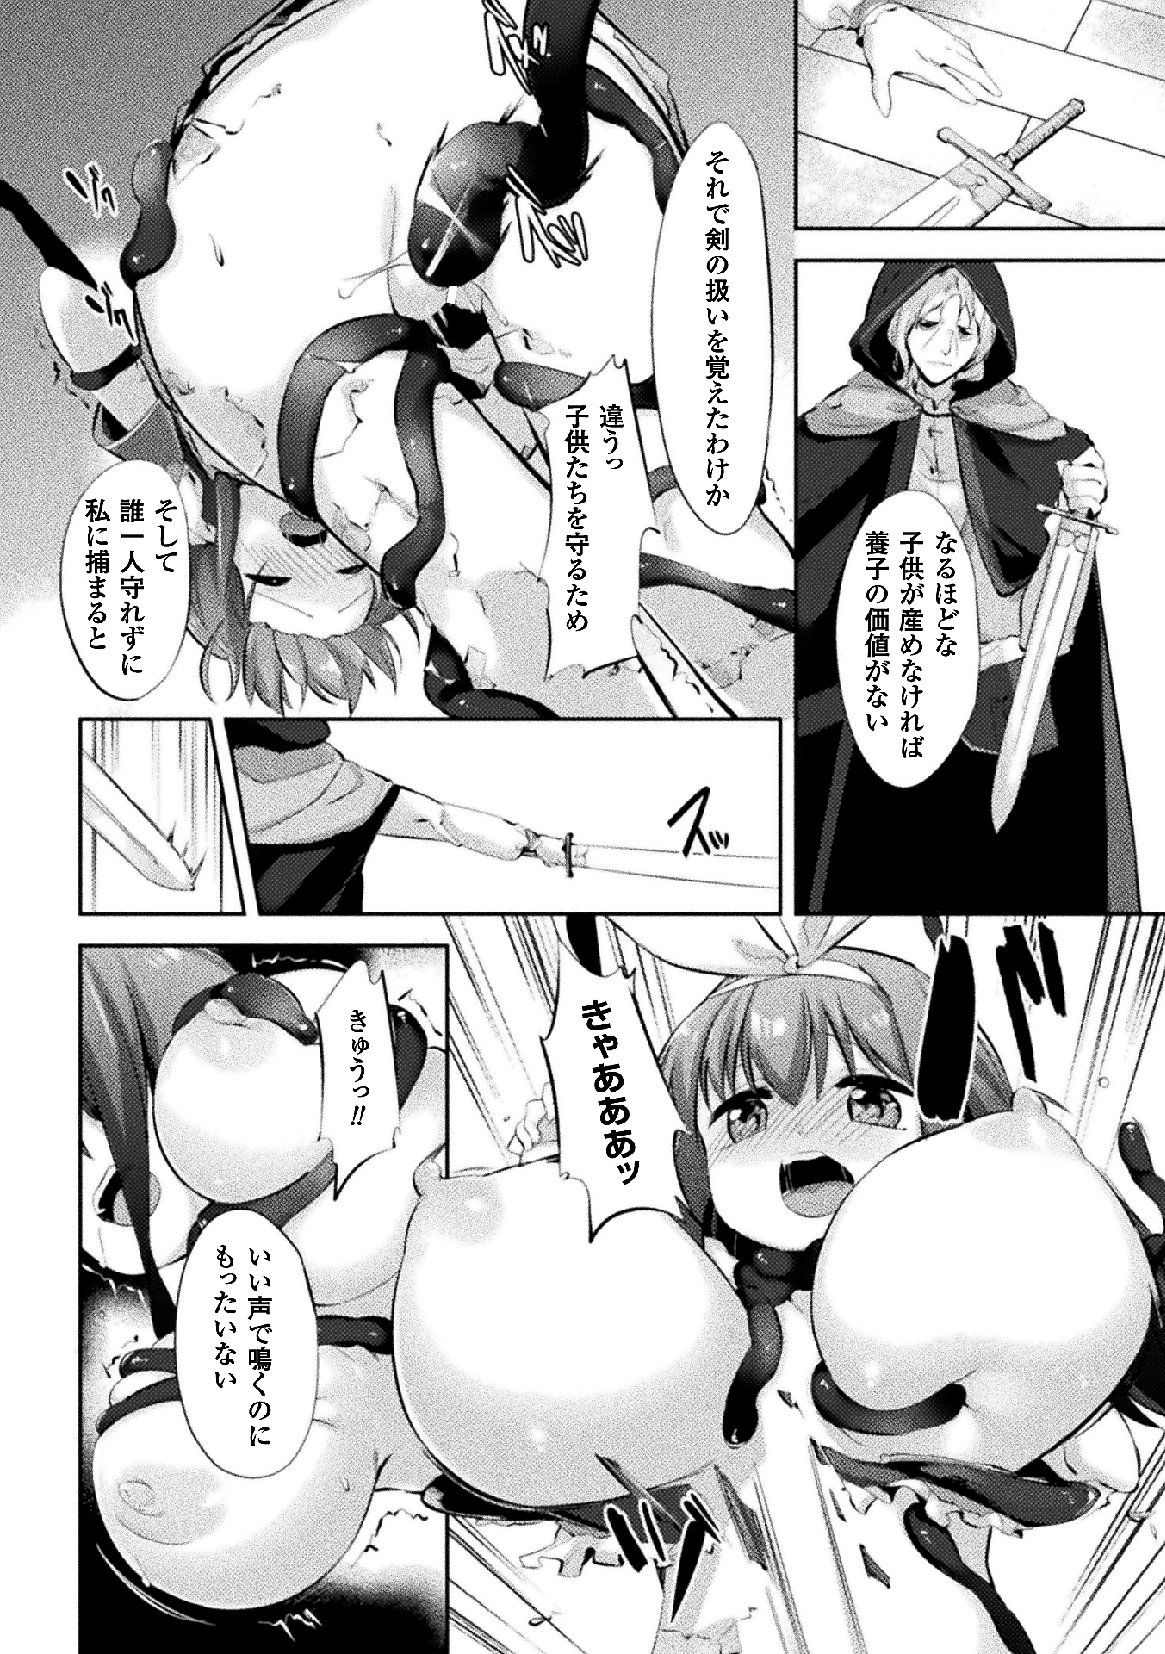 なるほどな
子供が産めなければ
養子の価値がない
それで剣の扱いを覚えたわけか
違うっ
子供たちを守るため
そして
誰一人守れずに
私に捕まると
ズッ
きゃあああッ
きゅうっ!!
いい声で鳴くのに
もったいない